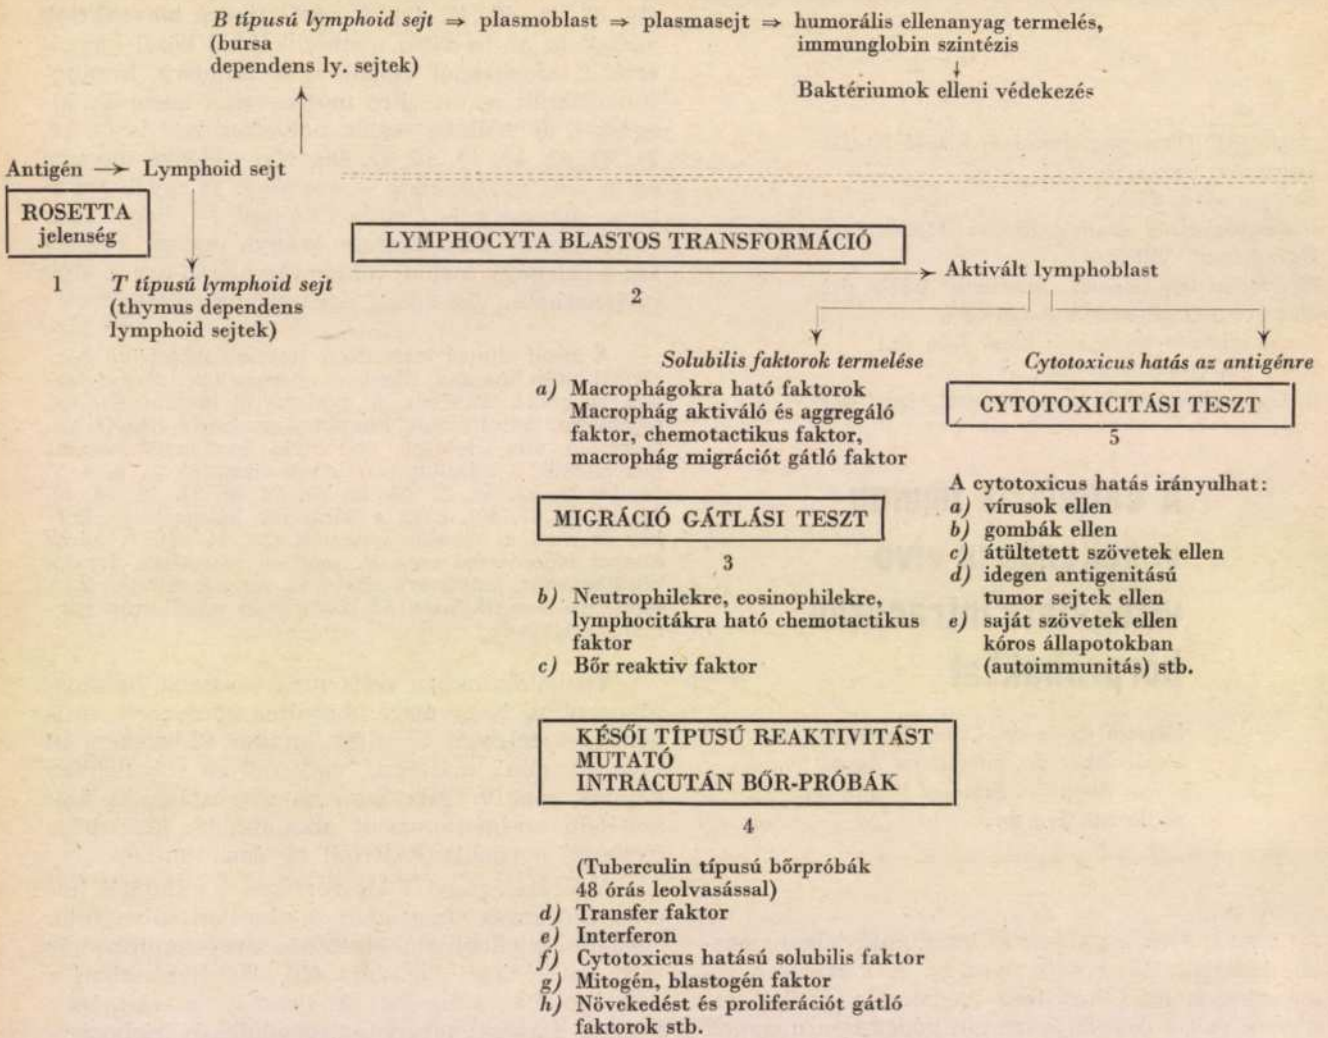 B típusú lymphoid sejt ⇒ plasmoblast ⇒ plasmasejt ⇒ humorális ellenanyag termelés,
(bursa
dependens ly. sejtek)
immunglobin szintézis
↓
Baktériumok elleni védekezés
Antigén → Lymphoid sejt
ROSETTA
jelenség
1
T típusú lymphoid sejt
(thymus dependens
lymphoid sejtek)
LYMPHOCYTA BLASTOS TRANSFORMÁCIÓ
2
Aktivált lymphoblast
Solubilis faktorok termelése
a) Macrophágokra ható faktorok
Macrophág aktiváló és aggregáló
faktor, chemotactikus faktor,
macrophág migrációt gátló faktor
MIGRÁCIÓ GÁTLÁSI TESZT
3
b) Neutrophilekre, eosinophilekre,
lymphocitákra ható chemotactikus
faktor
c) Bőr reaktiv faktor
KÉSŐI TÍPUSÚ REAKTIVITÁST
MUTATÓ
INTRACUTÁN BŐR-PRÓBÁK
4
(Tuberculin típusú bőrpróbák
48 órás leolvasással)
d) Transfer faktor
e) Interferon
f) Cytotoxicus hatású solubilis faktor
g) Mitogén, blastogén faktor
h) Növekedést és proliferációt gátló
faktorok stb.
Cytotoxicus hatás az antigénre
CYTOTOXICITÁSI TESZT
5
A cytotoxicus hatás irányulhat:
a) vírusok ellen
b) gombák ellen
c) átültetett szövetek ellen
d) idegen antigenitású
tumor sejtek ellen
e) saját szövetek ellen
kóros állapotokban
(autoimmunitás) stb.